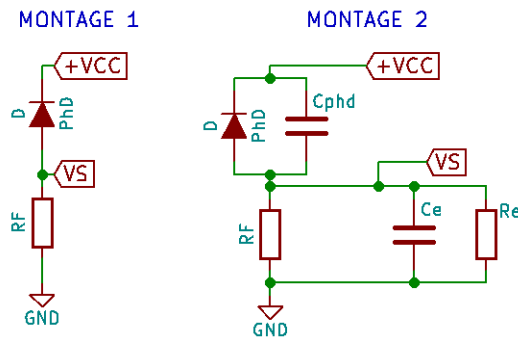 MONTAGE 1
+VCC
D
PhD
VS
RF
GND
MONTAGE 2
+VCC
Cphd
D
PhD
VS
RF
Ce
Re
GND